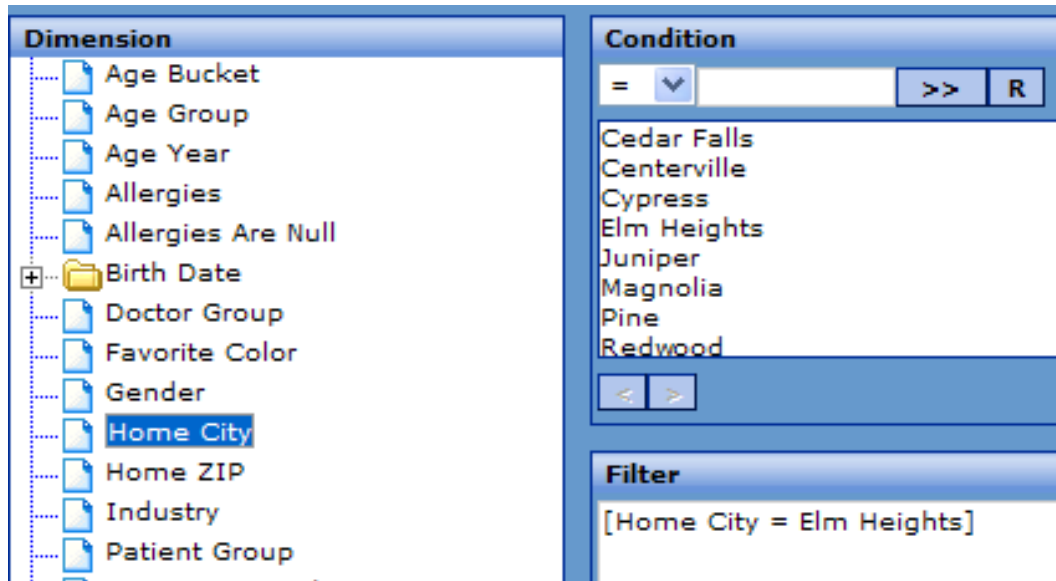 Dimension
Age Bucket
Age Group
Age Year
Allergies
Allergies Are Null
Birth Date
Doctor Group
Favorite Color
Gender
Home City
Home ZIP
Industry
Patient Group
Condition
= >> R
Cedar Falls
Centerville
Cypress
Elm Heights
Juniper
Magnolia
Pine
Redwood
< >
Filter
[Home City = Elm Heights]